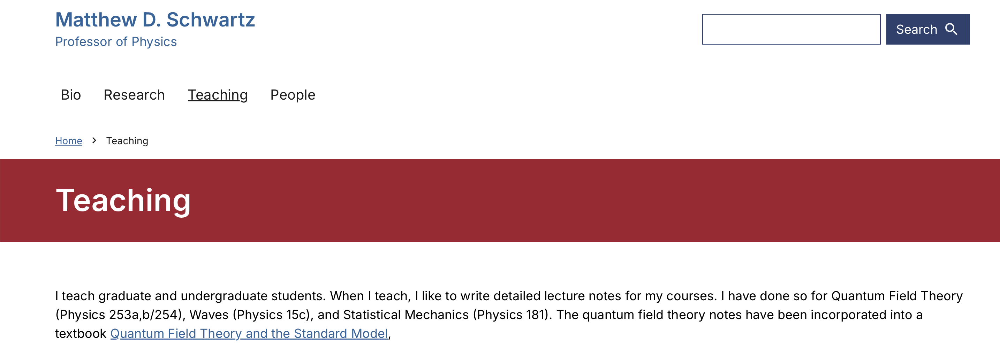 Matthew D. Schwartz
Professor of Physics
Search
Bio Research Teaching People
Home > Teaching
Teaching
I teach graduate and undergraduate students. When I teach, I like to write detailed lecture notes for my courses. I have done so for Quantum Field Theory
(Physics 253a,b/254), Waves (Physics 15c), and Statistical Mechanics (Physics 181). The quantum field theory notes have been incorporated into a
textbook Quantum Field Theory and the Standard Model,